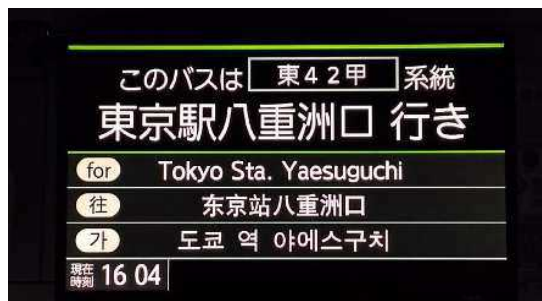 このバスは 東42甲 系統
東京駅八重洲口 行き
for Tokyo Sta. Yaesuguchi
往 东京站八重洲口
가 도쿄 역 야에스구치
現在時刻 16 04